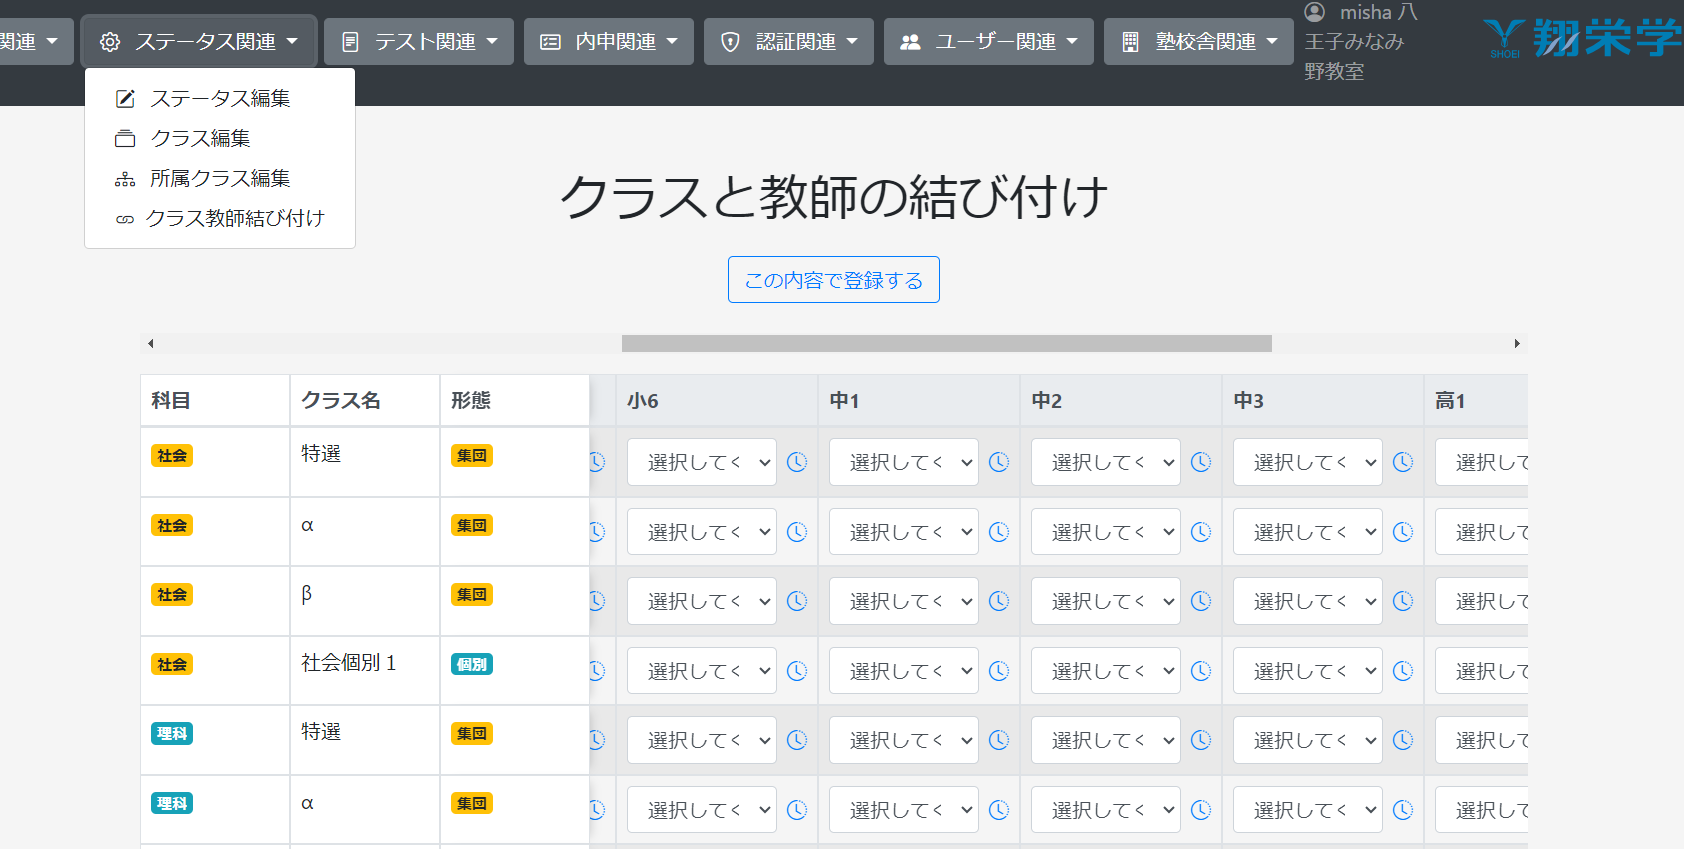 関連
ステータス関連
テスト関連
内申関連
認証関連
ユーザー関連
塾校舎関連
misha 八
王子みなみ
野教室
SHOEI
翔栄学
ステータス編集
クラス編集
所属クラス編集
クラス教師結び付け
クラスと教師の結び付け
この内容で登録する
科目 クラス名 形態 小6 中1 中2 中3 高1
社会 特選 集団 選択してく 選択してく 選択してく 選択してく 選択して
社会 α 集団 選択してく 選択してく 選択してく 選択してく 選択して
社会 β 集団 選択してく 選択してく 選択してく 選択してく 選択して
社会 社会個別１ 個別 選択してく 選択してく 選択してく 選択してく 選択して
理科 特選 集団 選択してく 選択してく 選択してく 選択してく 選択して
理科 α 集団 選択してく 選択してく 選択してく 選択してく 選択して